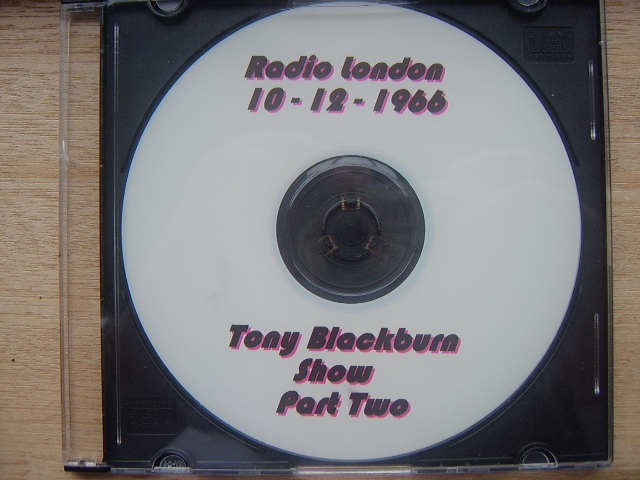 Radio London
10 - 12 - 1966
Tony Blackburn
Show
Part Two